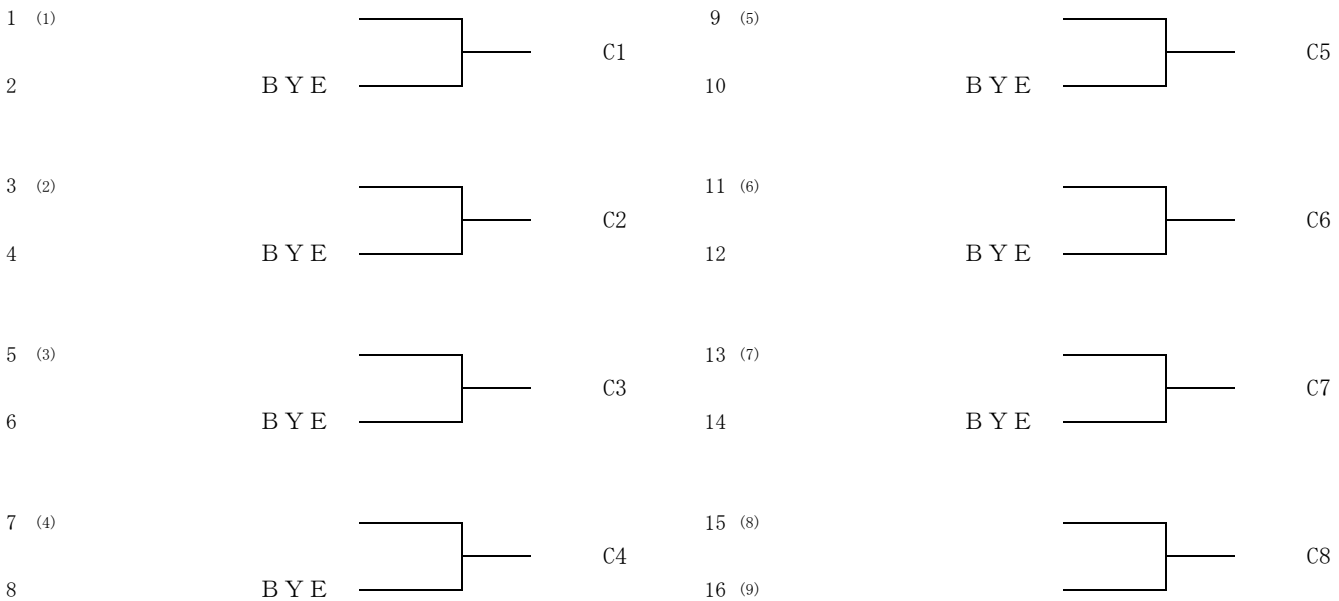 1 (1)
C1
2 BYE
3 (2)
C2
4 BYE
5 (3)
C3
6 BYE
7 (4)
C4
8 BYE
9 (5)
C5
10 BYE
11 (6)
C6
12 BYE
13 (7)
C7
14 BYE
15 (8)
C8
16 (9)